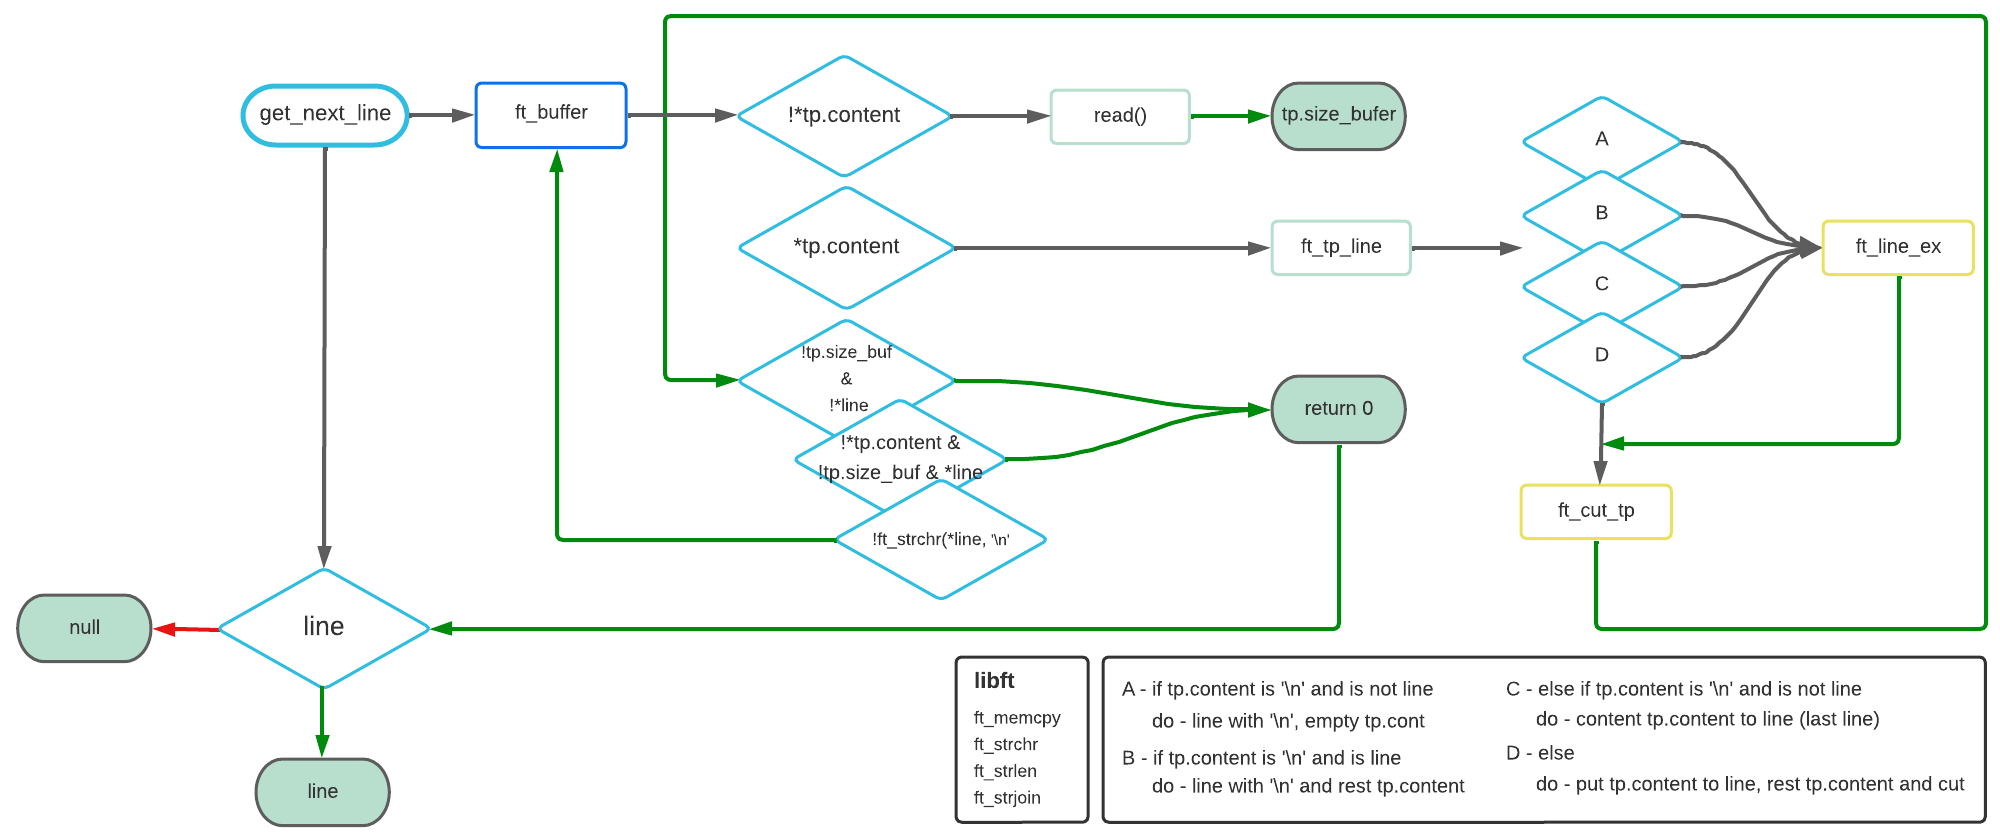 get_next_line
ft_buffer
!*tp.content
read()
tp.size_bufer
*tp.content
ft_tp_line
A
B
C
D
ft_line_ex
!tp.size_buf
&
!*line
!*tp.content &
!tp.size_buf & *line
!ft_strchr(*line, '\n'
return 0
ft_cut_tp
null
line
line
libft
ft_memcpy
ft_strchr
ft_strlen
ft_strjoin
A - if tp.content is '\n' and is not line
do - line with '\n', empty tp.cont
B - if tp.content is '\n' and is line
do - line with '\n' and rest tp.content
C - else if tp.content is '\n' and is not line
do - content tp.content to line (last line)
D - else
do - put tp.content to line, rest tp.content and cut